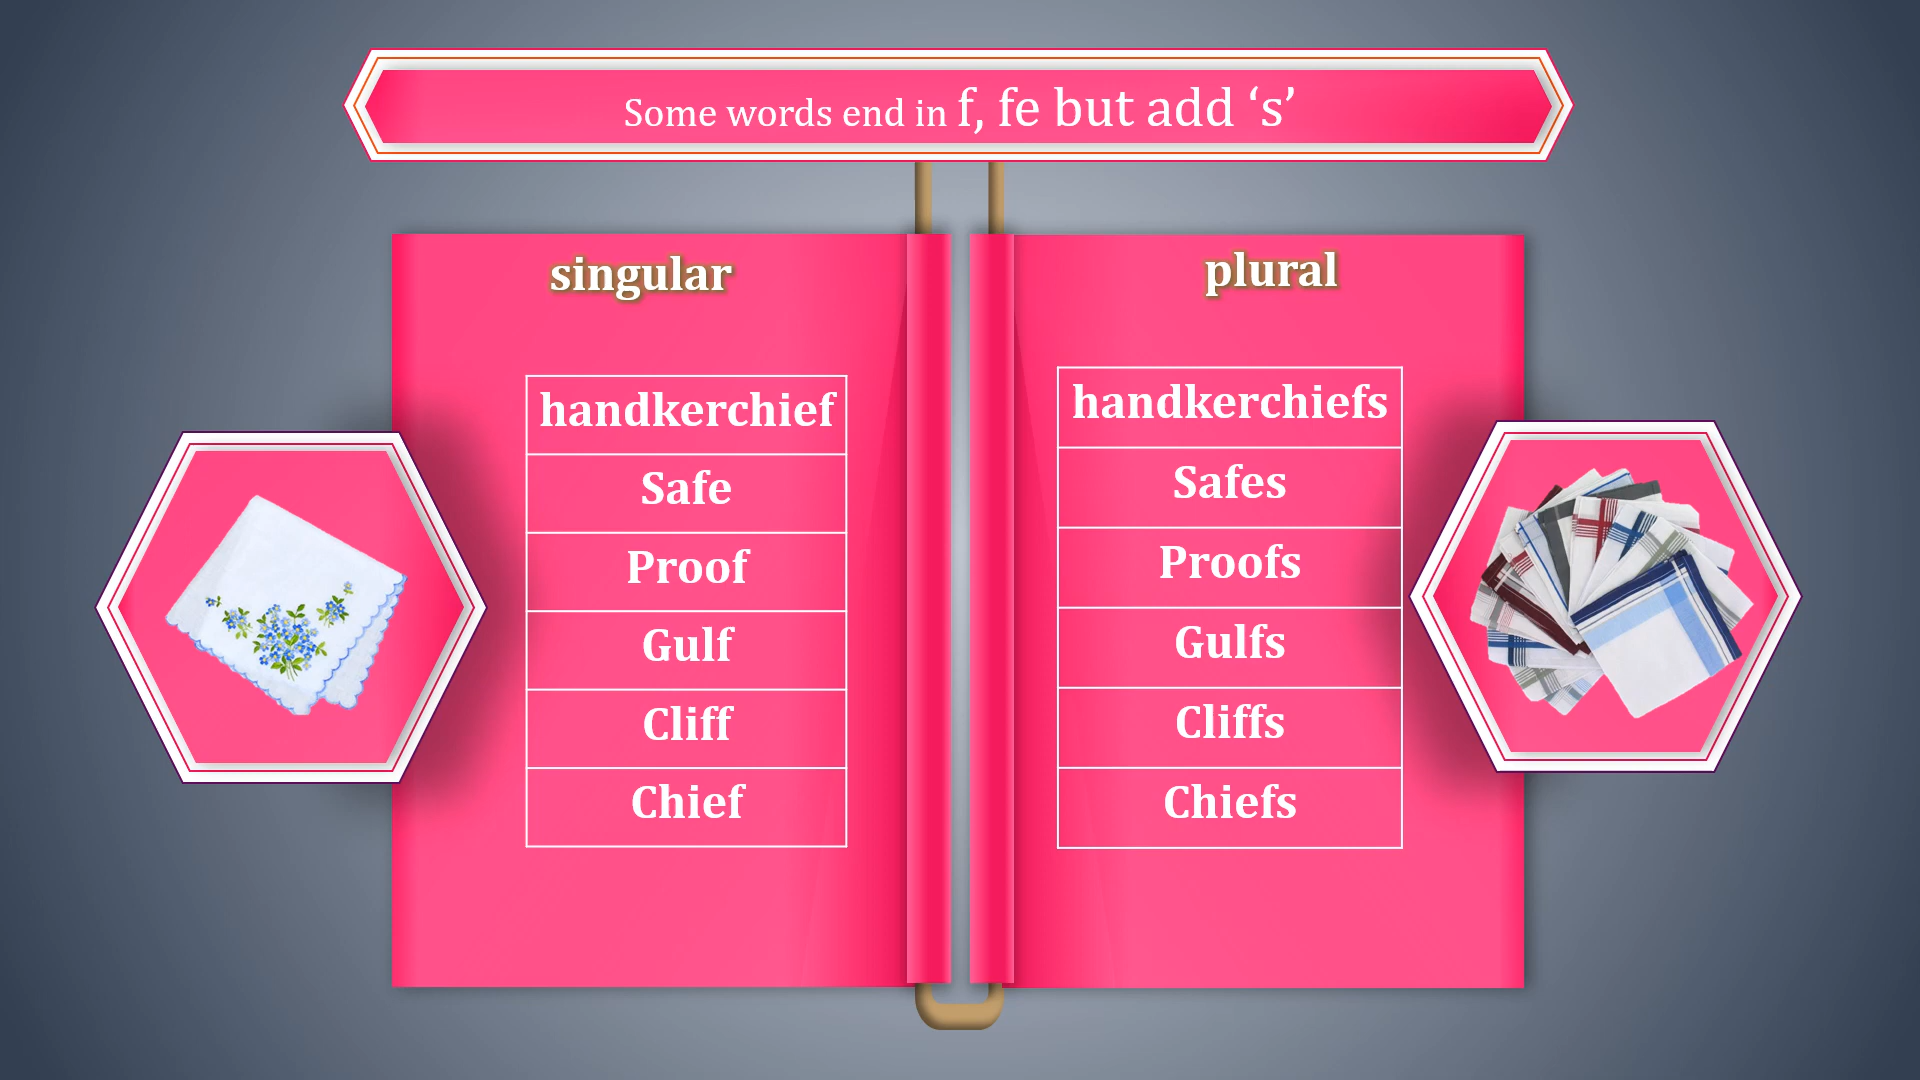 Some words end in f, fe but add ‘s’
singular
handkerchief
Safe
Proof
Gulf
Cliff
Chief
plural
handkerchiefs
Safes
Proofs
Gulfs
Cliffs
Chiefs